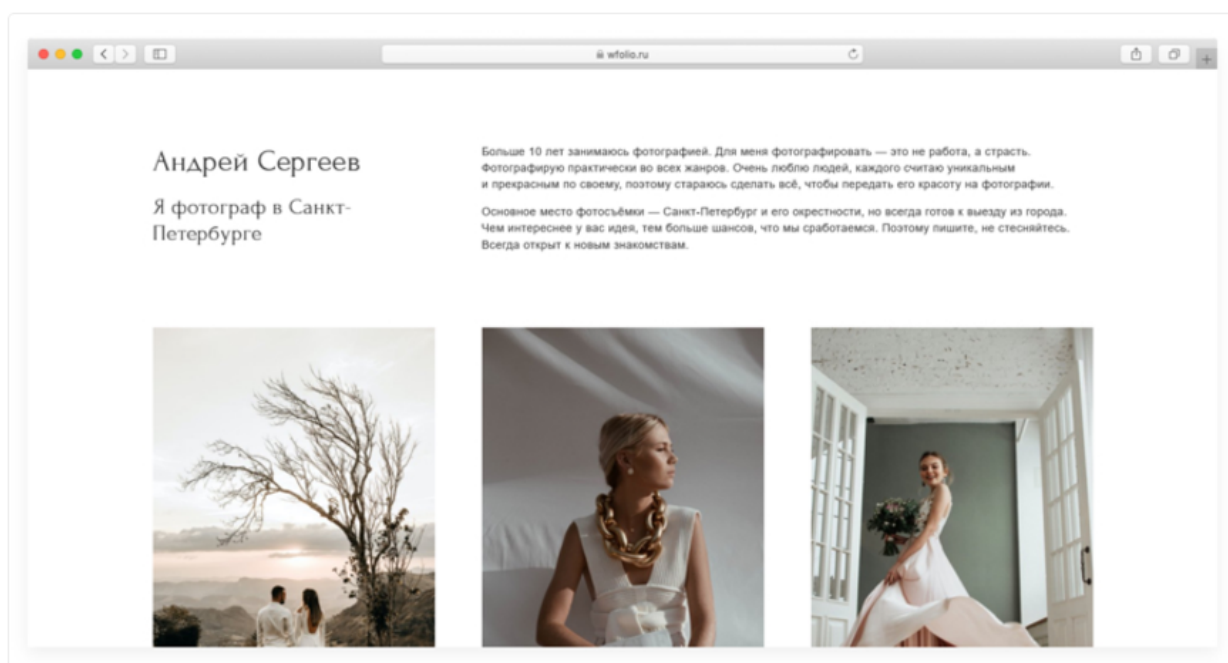 wfolio.ru
Андрей Сергеев
Я фотограф в Санкт-
Петербурге
Больше 10 лет занимаюсь фотографией. Для меня фотографировать — это не работа, а страсть.
Фотографирую практически во всех жанров. Очень люблю людей, каждого считаю уникальным
и прекрасным по своему, поэтому стараюсь сделать всё, чтобы передать его красоту на фотографии.
Основное место фотосъёмки — Санкт-Петербург и его окрестности, но всегда готов к выезду из города.
Чем интереснее у вас идея, тем больше шансов, что мы сработаемся. Поэтому пишите, не стесняйтесь.
Всегда открыт к новым знакомствам.